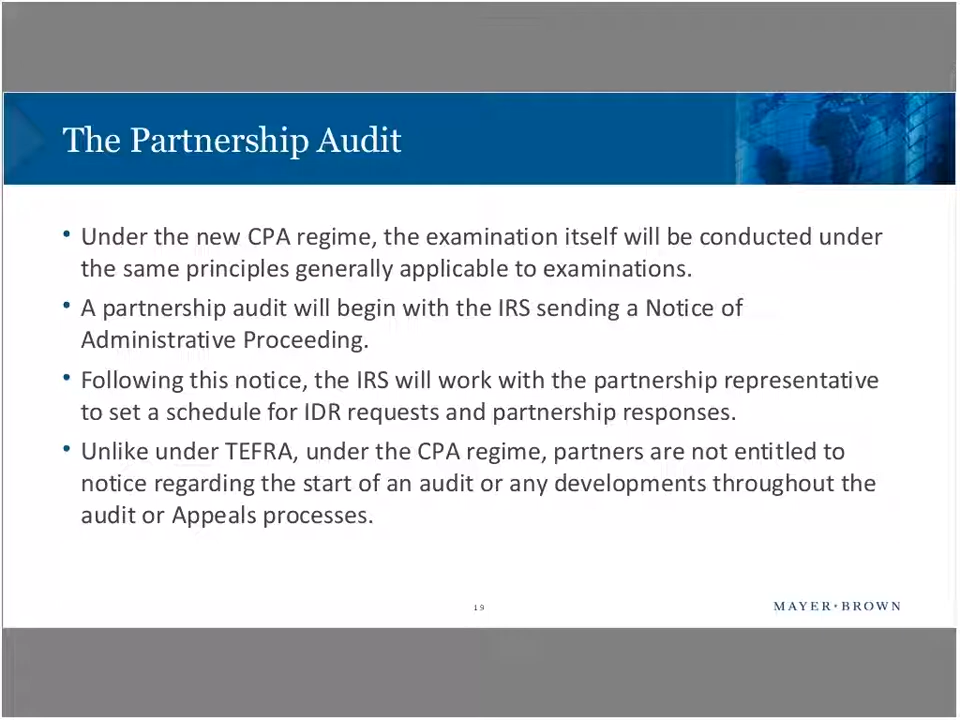 The Partnership Audit
• Under the new CPA regime, the examination itself will be conducted under
the same principles generally applicable to examinations.
• A partnership audit will begin with the IRS sending a Notice of
Administrative Proceeding.
• Following this notice, the IRS will work with the partnership representative
to set a schedule for IDR requests and partnership responses.
• Unlike under TEFRA, under the CPA regime, partners are not entitled to
notice regarding the start of an audit or any developments throughout the
audit or Appeals processes.
19
MAYER•BROWN